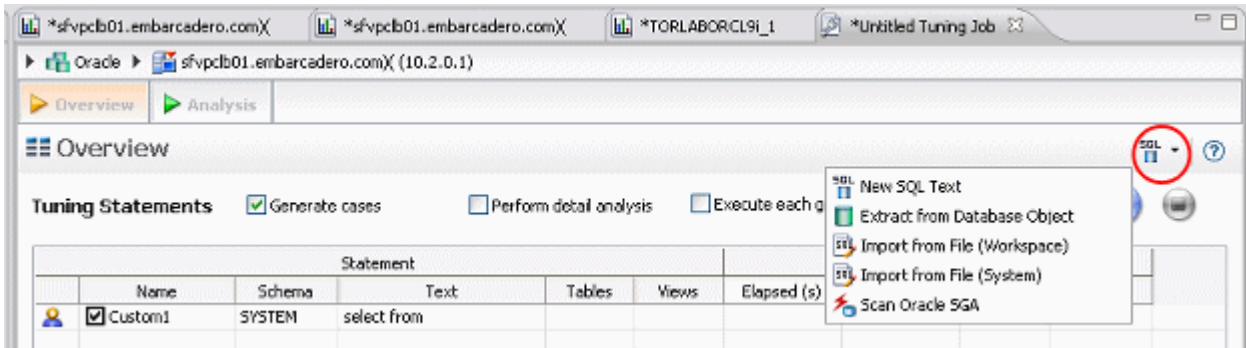 *sfvpclb01.embarcadero.com)( *sfvpclb01.embarcadero.com)( *TORLABORCL9i_1 *Untitled Tuning Job
Oracle sfvpclb01.embarcadero.com)( (10.2.0.1)
Overview Analysis
Overview SQL
Tuning Statements Generate cases Perform detail analysis Execute each g
SQL New SQL Text
Extract from Database Object
SQL Import from File (Workspace)
SQL Import from File (System)
Scan Oracle SGA
Statement
Name Schema Text Tables Views Elapsed (s)
Custom1 SYSTEM select from